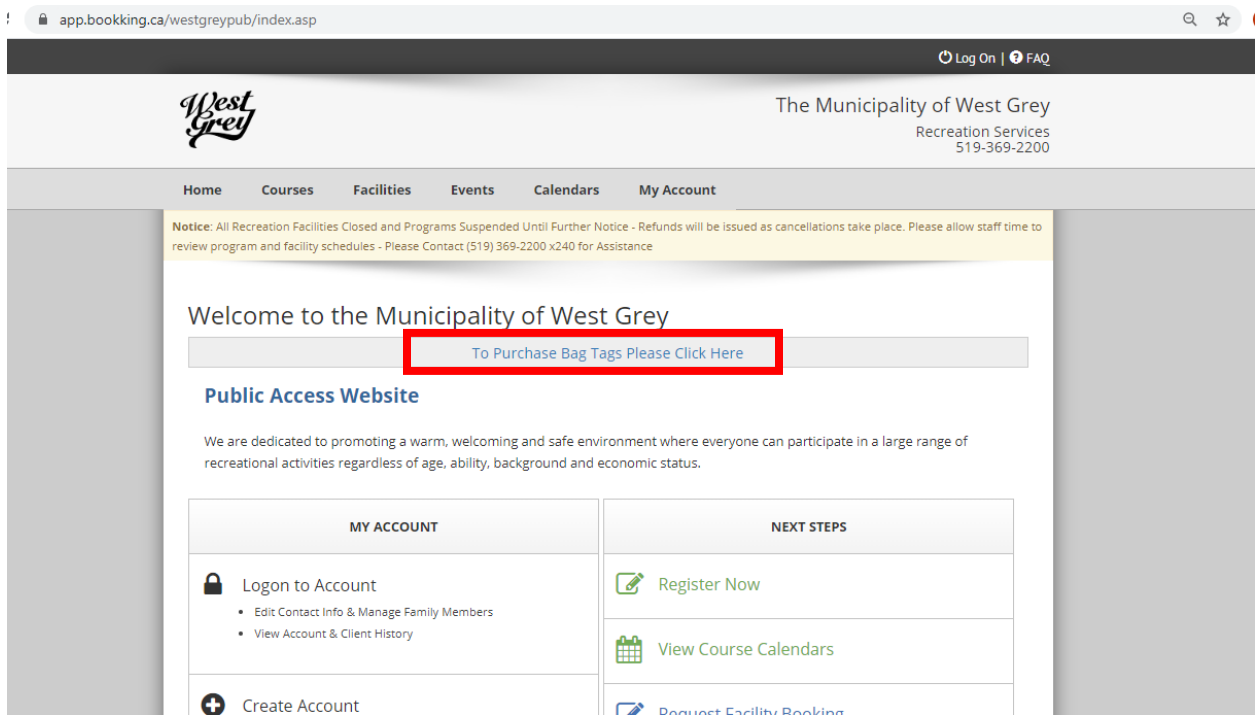 app.bookking.ca/westgreypub/index.asp
Log On | FAQ
West
Grey
The Municipality of West Grey
Recreation Services
519-369-2200
Home Courses Facilities Events Calendars My Account
Notice: All Recreation Facilities Closed and Programs Suspended Until Further Notice - Refunds will be issued as cancellations take place. Please allow staff time to
review program and facility schedules - Please Contact (519) 369-2200 x240 for Assistance
Welcome to the Municipality of West Grey
To Purchase Bag Tags Please Click Here
Public Access Website
We are dedicated to promoting a warm, welcoming and safe environment where everyone can participate in a large range of
recreational activities regardless of age, ability, background and economic status.
MY ACCOUNT
Logon to Account
• Edit Contact Info & Manage Family Members
• View Account & Client History
Create Account
NEXT STEPS
Register Now
View Course Calendars
Request Facility Booking